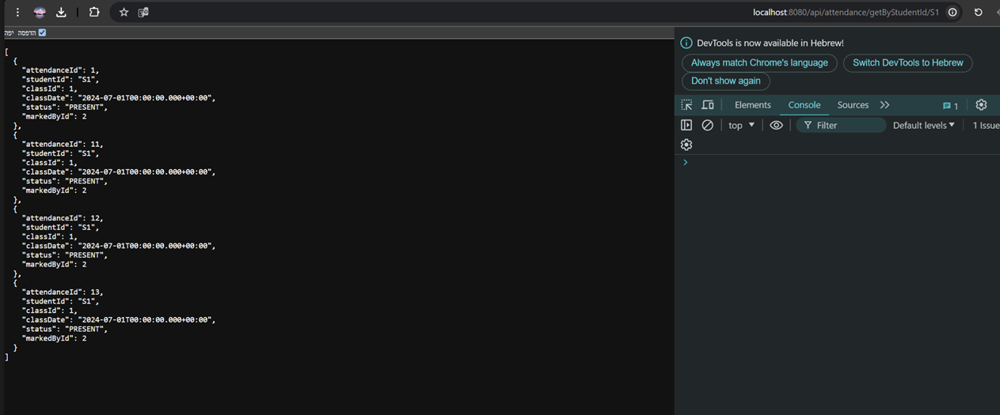 localhost:8080/api/attendance/getByStudentId/S1
הדפסה יפה
[
  {
    "attendanceId": 1,
    "studentId": "S1",
    "classId": 1,
    "classDate": "2024-07-01T00:00:00.000+00:00",
    "status": "PRESENT",
    "markedById": 2
  },
  {
    "attendanceId": 11,
    "studentId": "S1",
    "classId": 1,
    "classDate": "2024-07-01T00:00:00.000+00:00",
    "status": "PRESENT",
    "markedById": 2
  },
  {
    "attendanceId": 12,
    "studentId": "S1",
    "classId": 1,
    "classDate": "2024-07-01T00:00:00.000+00:00",
    "status": "PRESENT",
    "markedById": 2
  },
  {
    "attendanceId": 13,
    "studentId": "S1",
    "classId": 1,
    "classDate": "2024-07-01T00:00:00.000+00:00",
    "status": "PRESENT",
    "markedById": 2
  }
]
DevTools is now available in Hebrew!
Always match Chrome's language Switch DevTools to Hebrew
Don't show again
Elements Console Sources 1
top Filter Default levels 1 Issue